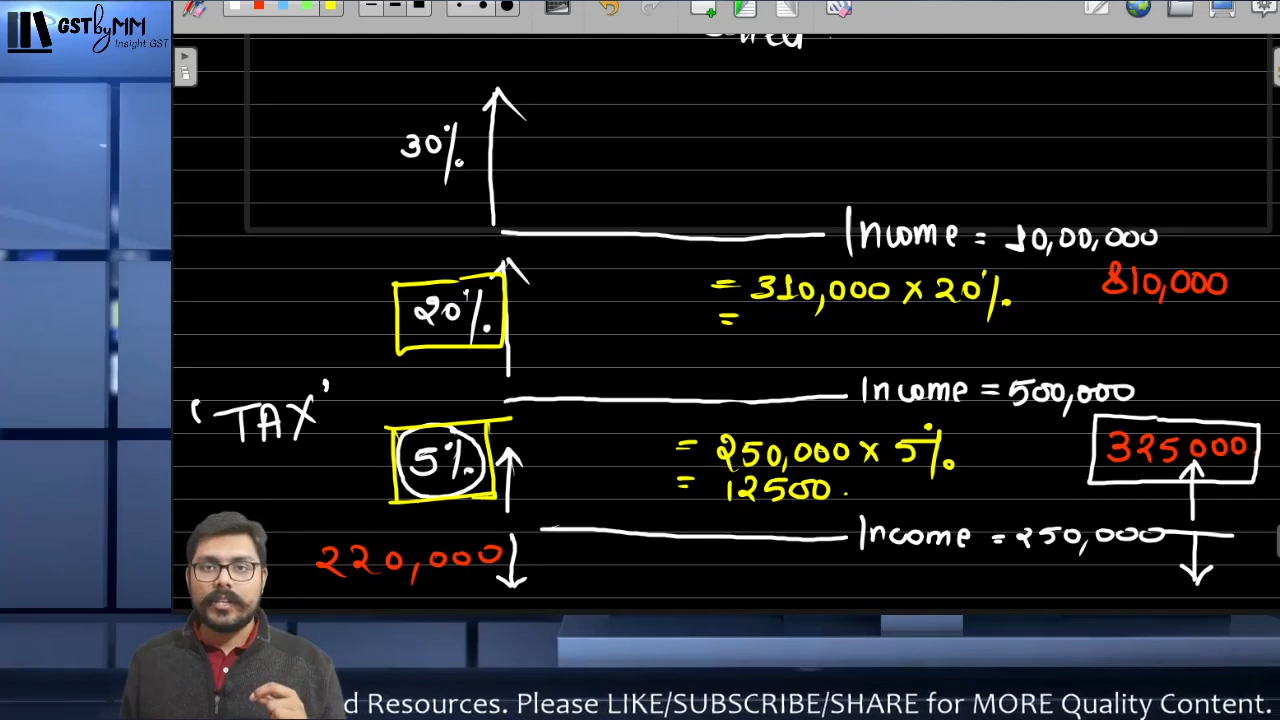 GSTbyMM
Insight GST
30%
Income = 10,00,000
20%
= 310,000 × 20%
810,000
=
Income = 500,000
'TAX'
5%
= 250,000 × 5%
325000
= 12500.
Income = 250,000
220,000
d Resources. Please LIKE/SUBSCRIBE/SHARE for MORE Quality Content.